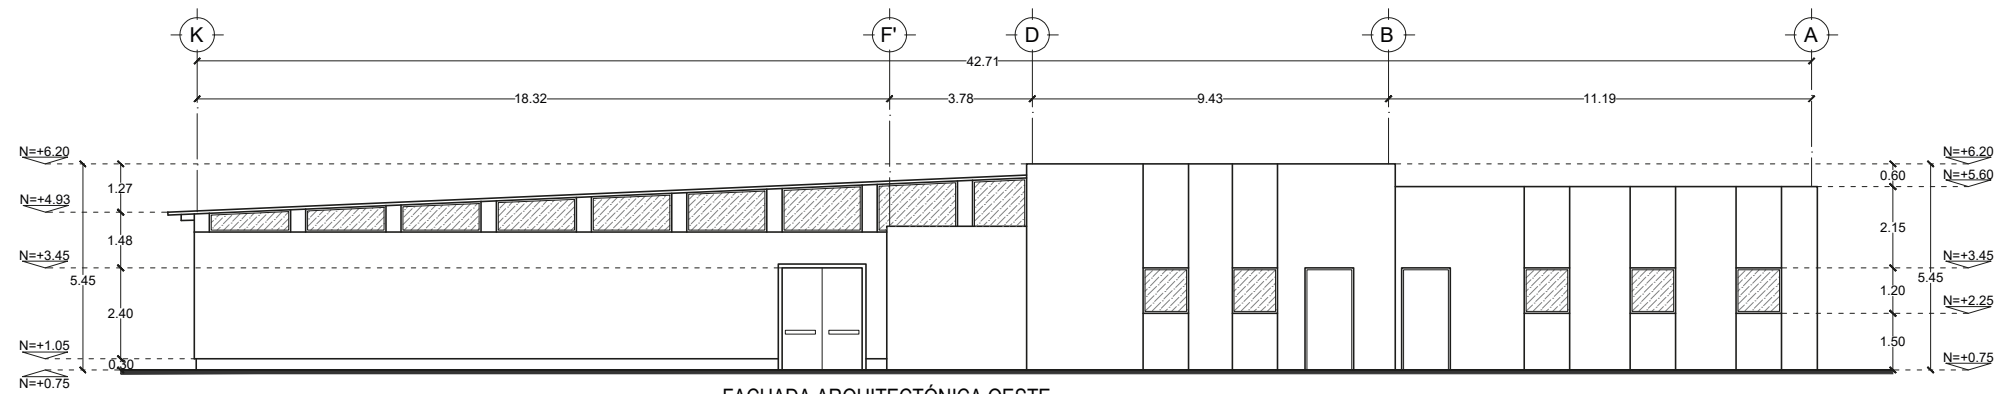 K F' D B A
42.71
18.32 3.78 9.43 11.19
N=+6.20 N=+6.20
1.27 0.60 N=+5.60
N=+4.93
1.48 2.15
N=+3.45 N=+3.45
5.45 5.45
1.20
N=+2.25
2.40
1.50
N=+1.05 N=+0.75
0.30
N=+0.75
FACHADA ARQUITECTÓNICA OESTE